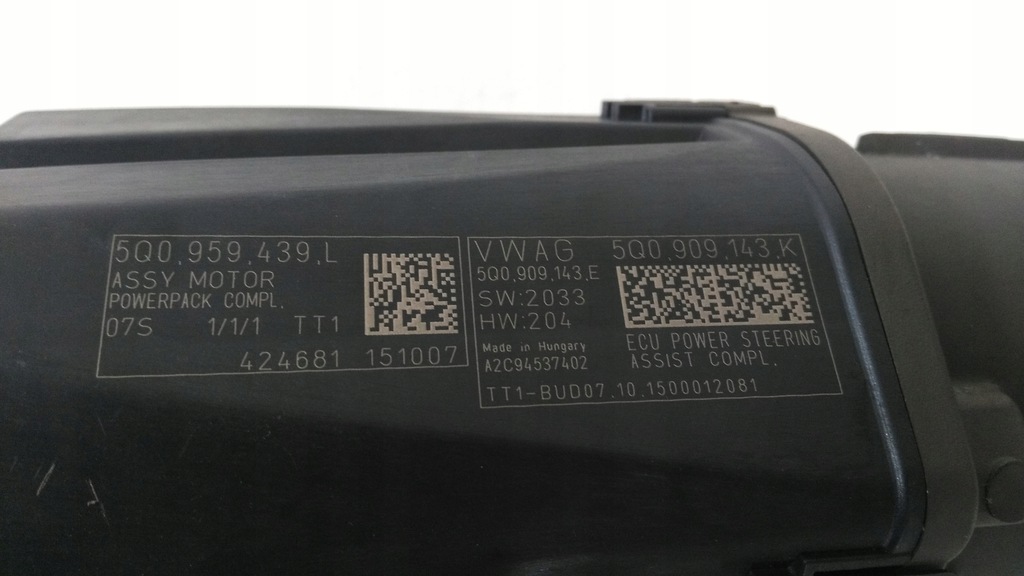 5Q0.959.439.L
ASSY MOTOR
POWERPACK COMPL.
07S 1/1/1 TT1
424681 151007
VWAG 5Q0.909.143.K
5Q0.909.143.E
SW:2033
HW:204
Made in Hungary
A2C94537402
ECU POWER STEERING
ASSIST COMPL.
TT1-BUD07.10.1500012081